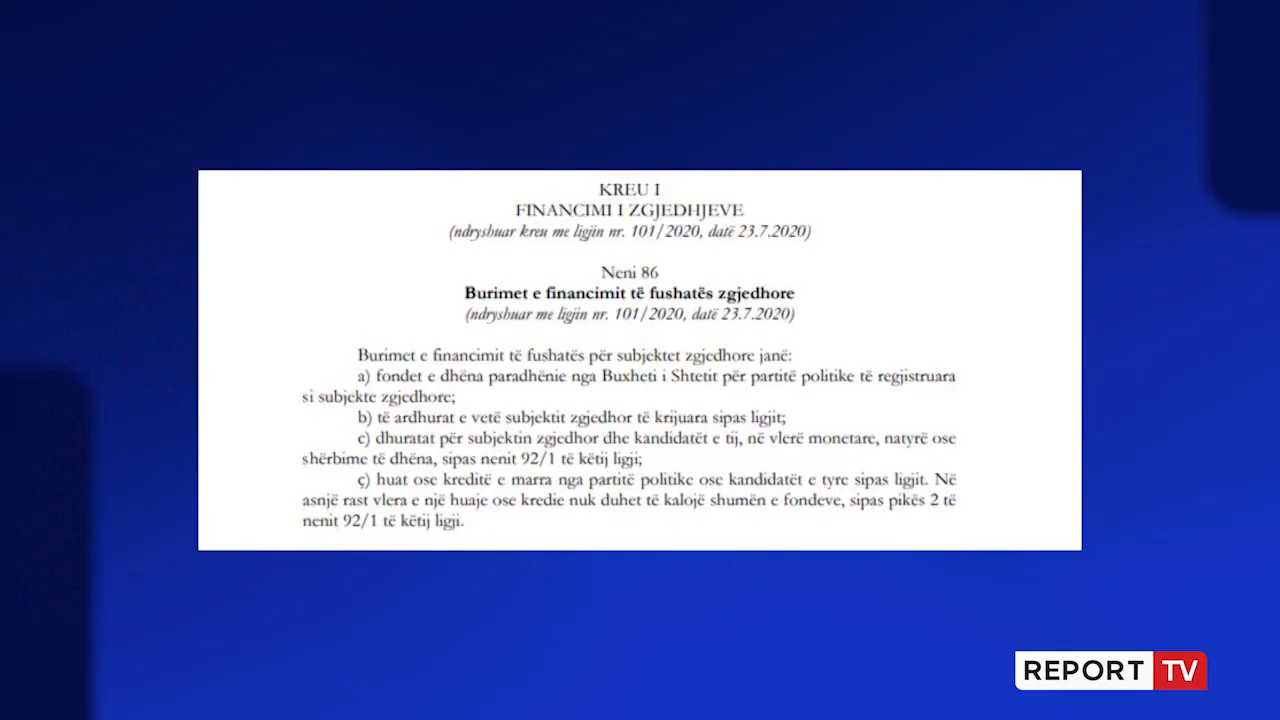 KREU I
FINANCIMI I ZGJEDHJEVE
(ndryshuar kreu me ligjin nr. 101/2020, datë 23.7.2020)
Neni 86
Burimet e financimit të fushatës zgjedhore
(ndryshuar me ligjin nr. 101/2020, datë 23.7.2020)
Burimet e financimit të fushatës për subjektet zgjedhore janë:
a) fondet e dhëna paradhënie nga Buxheti i Shtetit për partitë politike të regjistruara
si subjekte zgjedhore;
b) të ardhurat e vetë subjektit zgjedhor të krijuara sipas ligjit;
c) dhuratat për subjektin zgjedhor dhe kandidatët e tij, në vlerë monetare, natyrë ose
shërbime të dhëna, sipas nenit 92/1 të këtij ligji;
ç) huat ose kreditë e marra nga partitë politike ose kandidatët e tyre sipas ligjit. Në
asnjë rast vlera e një huaje ose kredie nuk duhet të kalojë shumën e fondeve, sipas pikës 2 të
nenit 92/1 të këtij ligji.
REPORT TV